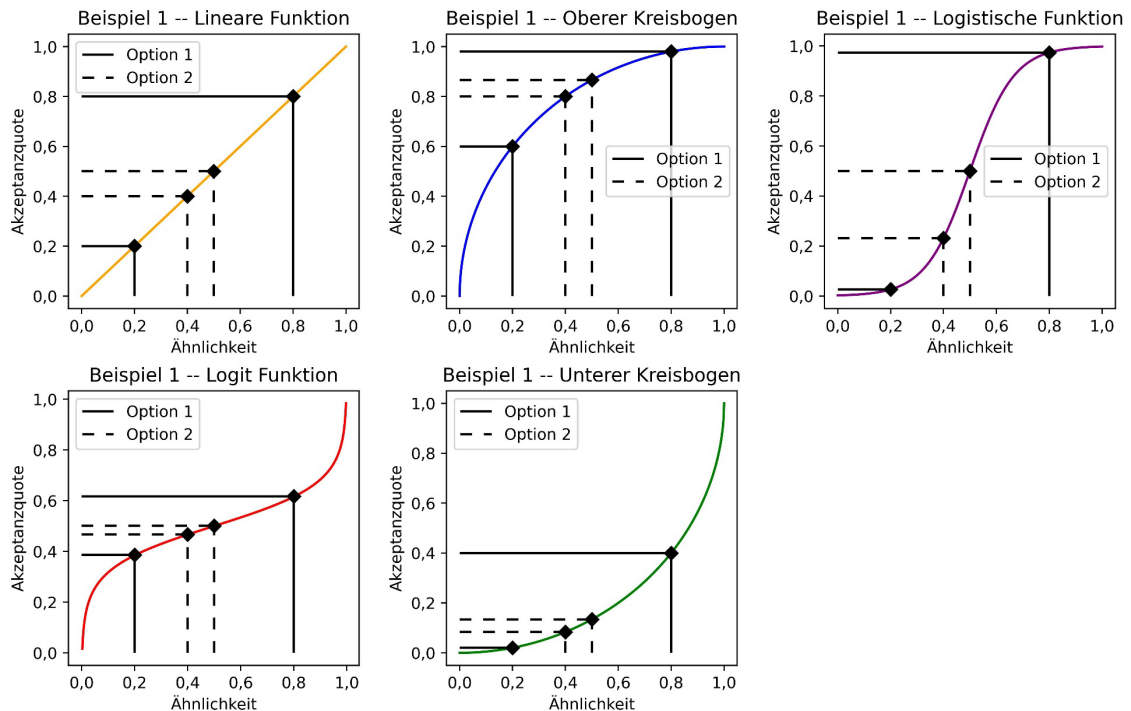 Beispiel 1 -- Lineare Funktion
1,0
0,8
0,6
0,4
0,2
0,0
Akzeptanzquote
Option 1
Option 2
0,0 0,2 0,4 0,6 0,8 1,0
Ähnlichkeit
Beispiel 1 -- Oberer Kreisbogen
1,0
0,8
0,6
0,4
0,2
0,0
Akzeptanzquote
Option 1
Option 2
0,0 0,2 0,4 0,6 0,8 1,0
Ähnlichkeit
Beispiel 1 -- Logistische Funktion
1,0
0,8
0,6
0,4
0,2
0,0
Akzeptanzquote
Option 1
Option 2
0,0 0,2 0,4 0,6 0,8 1,0
Ähnlichkeit
Beispiel 1 -- Logit Funktion
1,0
0,8
0,6
0,4
0,2
0,0
Akzeptanzquote
Option 1
Option 2
0,0 0,2 0,4 0,6 0,8 1,0
Ähnlichkeit
Beispiel 1 -- Unterer Kreisbogen
1,0
0,8
0,6
0,4
0,2
0,0
Akzeptanzquote
Option 1
Option 2
0,0 0,2 0,4 0,6 0,8 1,0
Ähnlichkeit